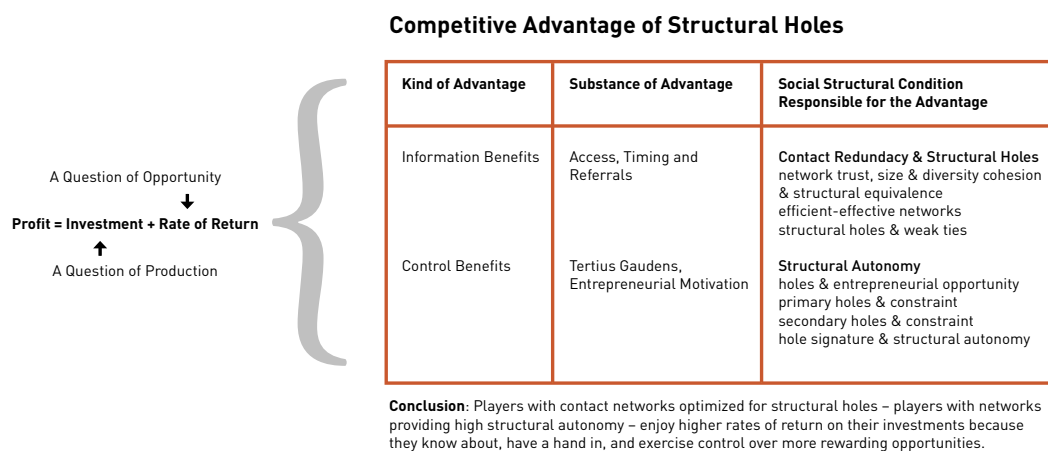 Competitive Advantage of Structural Holes
A Question of Opportunity
Profit = Investment + Rate of Return
A Question of Production
Kind of Advantage
Substance of Advantage
Social Structural Condition
Responsible for the Advantage
Information Benefits
Access, Timing and
Referrals
Contact Redundacy & Structural Holes
network trust, size & diversity cohesion
& structural equivalence
efficient-effective networks
structural holes & weak ties
Control Benefits
Tertius Gaudens,
Entrepreneurial Motivation
Structural Autonomy
holes & entrepreneurial opportunity
primary holes & constraint
secondary holes & constraint
hole signature & structural autonomy
Conclusion: Players with contact networks optimized for structural holes – players with networks
providing high structural autonomy – enjoy higher rates of return on their investments because
they know about, have a hand in, and exercise control over more rewarding opportunities.